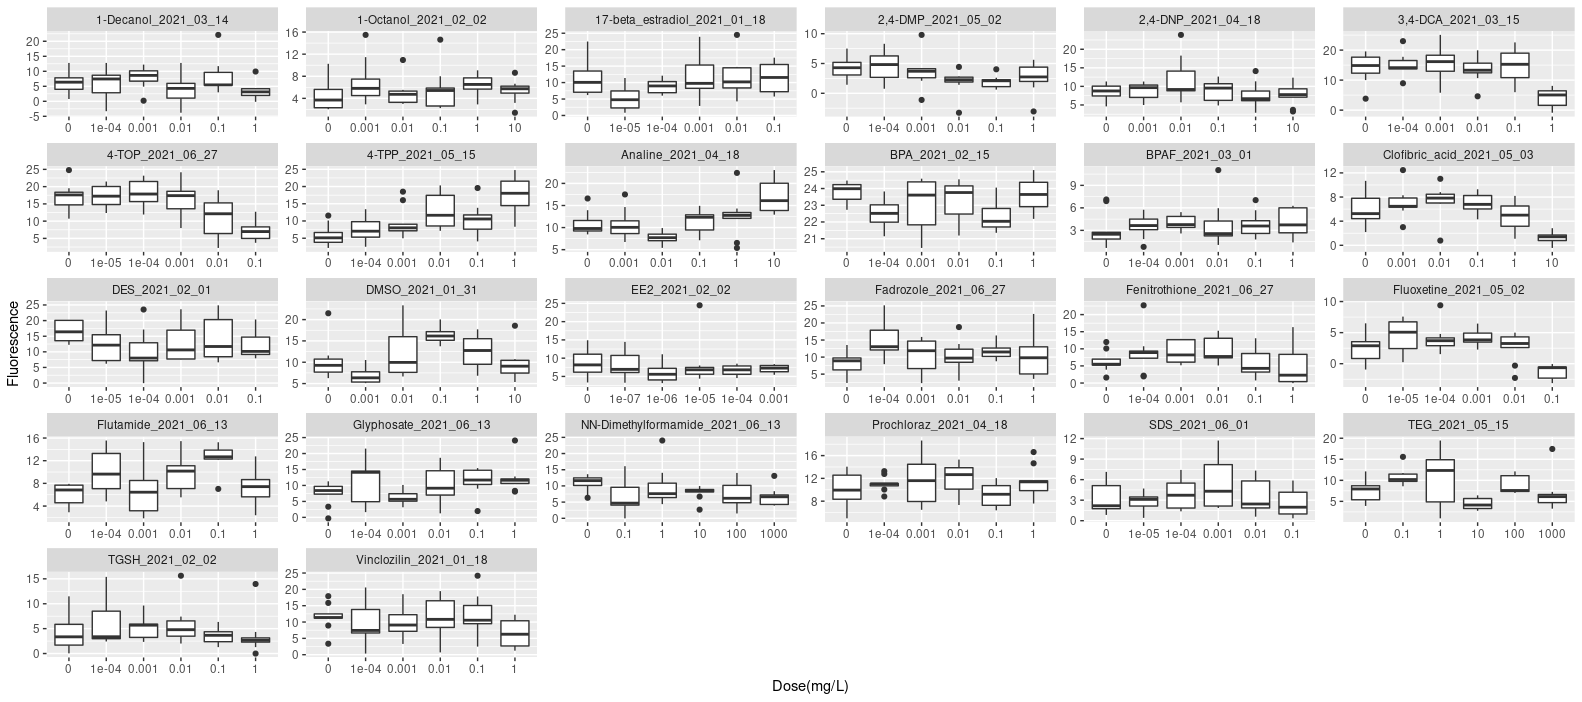 1-Decanol_2021_03_14 1-Octanol_2021_02_02 17-beta_estradiol_2021_01_18 2,4-DMP_2021_05_02 2,4-DNP_2021_04_18 3,4-DCA_2021_03_15
20 15 10 5 0 -5
16 12 8 4
25 20 15 10 5 0
10 5 0
20 15 10 5
20 10 0
0 1e-04 0.001 0.01 0.1 1
0 0.001 0.01 0.1 1 10
0 1e-05 1e-04 0.001 0.01 0.1
0 1e-04 0.001 0.01 0.1 1
0 0.001 0.01 0.1 1 10
0 1e-04 0.001 0.01 0.1 1
4-TOP_2021_06_27 4-TPP_2021_05_15 Analine_2021_04_18 BPA_2021_02_15 BPAF_2021_03_01 Clofibric_acid_2021_05_03
25 20 15 10 5
25 20 15 10 5
20 15 10 5
25 24 23 22 21
9 6 3
12 8 4 0
0 1e-05 1e-04 0.001 0.01 0.1
0 1e-04 0.001 0.01 0.1 1
0 0.001 0.01 0.1 1 10
0 1e-04 0.001 0.01 0.1 1
0 1e-04 0.001 0.01 0.1 1
0 0.001 0.01 0.1 1 10
Fluorescence
DES_2021_02_01 DMSO_2021_01_31 EE2_2021_02_02 Fadrozole_2021_06_27 Fenitrothione_2021_06_27 Fluoxetine_2021_05_02
25 20 15 10 5 0
20 15 10 5
25 20 15 10 5
25 20 15 10 5
20 15 10 5 0
10 5 0
0 1e-05 1e-04 0.001 0.01 0.1
0 0.001 0.01 0.1 1 10
0 1e-07 1e-06 1e-05 1e-04 0.001
0 1e-04 0.001 0.01 0.1 1
0 1e-04 0.001 0.01 0.1 1
0 1e-05 1e-04 0.001 0.01 0.1
Flutamide_2021_06_13 Glyphosate_2021_06_13 NN-Dimethylformamide_2021_06_13 Prochloraz_2021_04_18 SDS_2021_06_01 TEG_2021_05_15
16 12 8 4
25 20 15 10 5 0
25 20 15 10 5 0
16 12 8
12 9 6 3 0
20 15 10 5
0 1e-04 0.001 0.01 0.1 1
0 1e-04 0.001 0.01 0.1 1
0 0.1 1 10 100 1000
0 1e-04 0.001 0.01 0.1 1
0 1e-05 1e-04 0.001 0.01 0.1
0 0.1 1 10 100 1000
TGSH_2021_02_02 Vinclozilin_2021_01_18
15 10 5 0
25 20 15 10 5 0
0 1e-04 0.001 0.01 0.1 1
0 1e-04 0.001 0.01 0.1 1
Dose(mg/L)